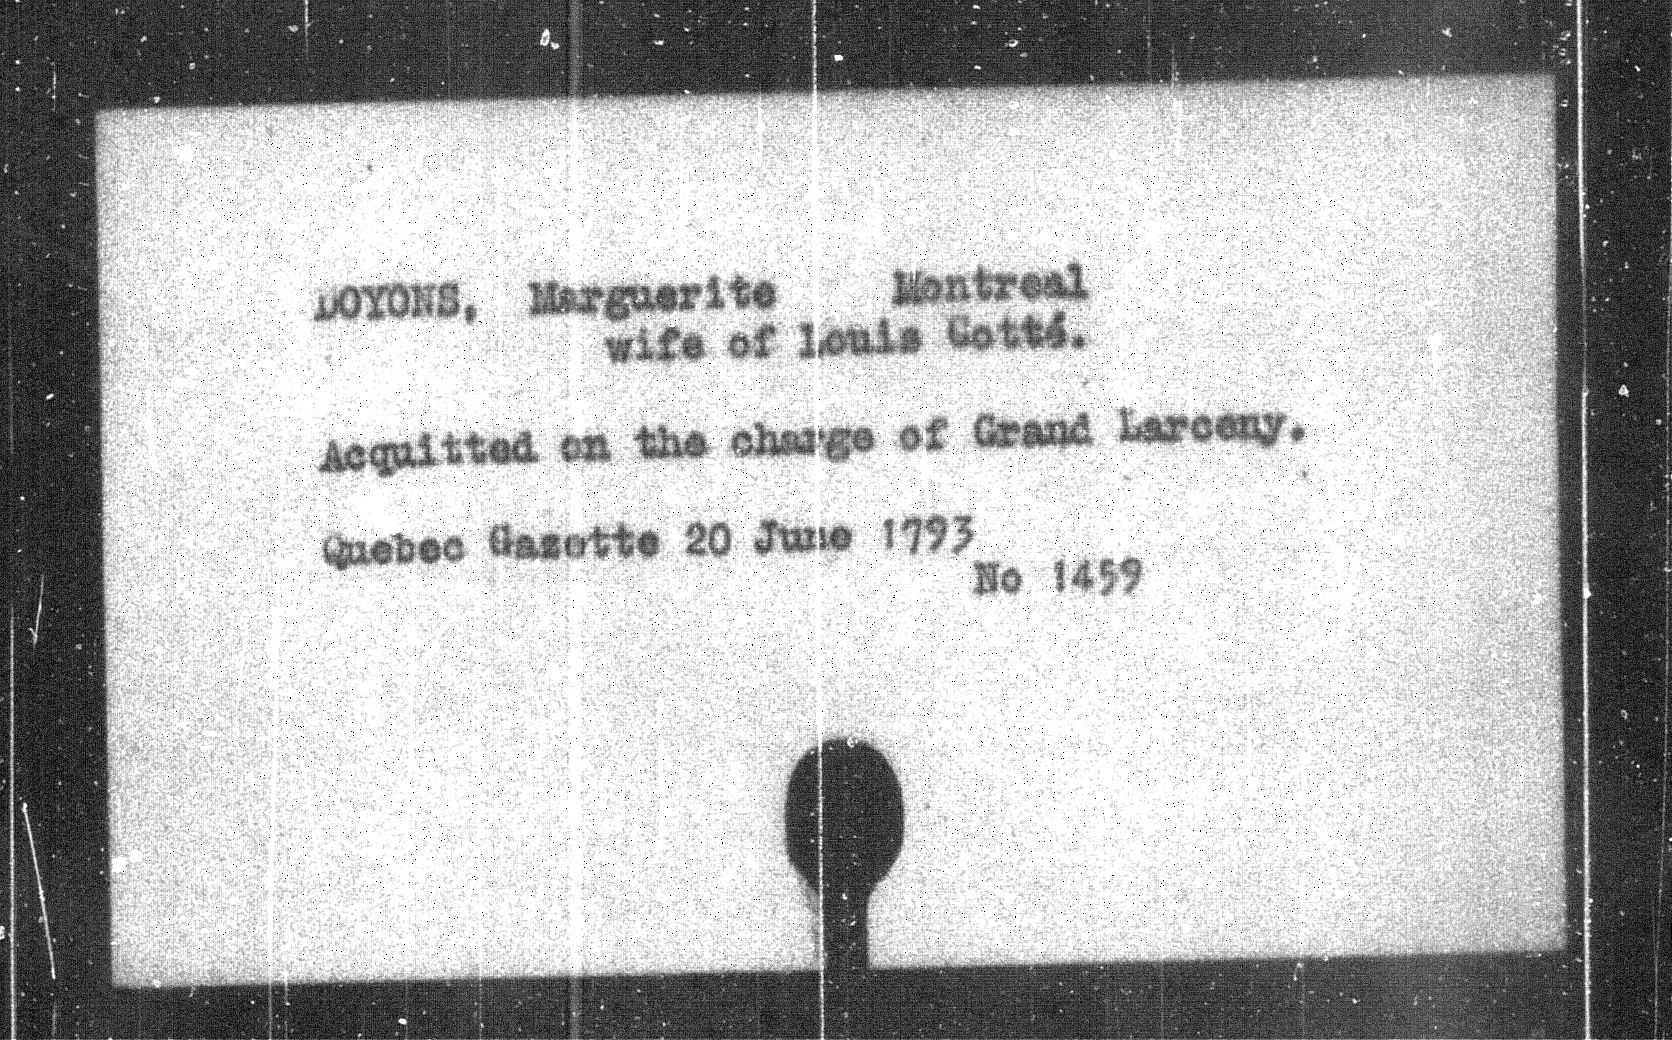 DOYONS, Marguerite Montreal
wife of Louis Gotté.
Acquitted on the charge of Grand Larceny.
Quebec Gazette 20 June 1793
No 1459